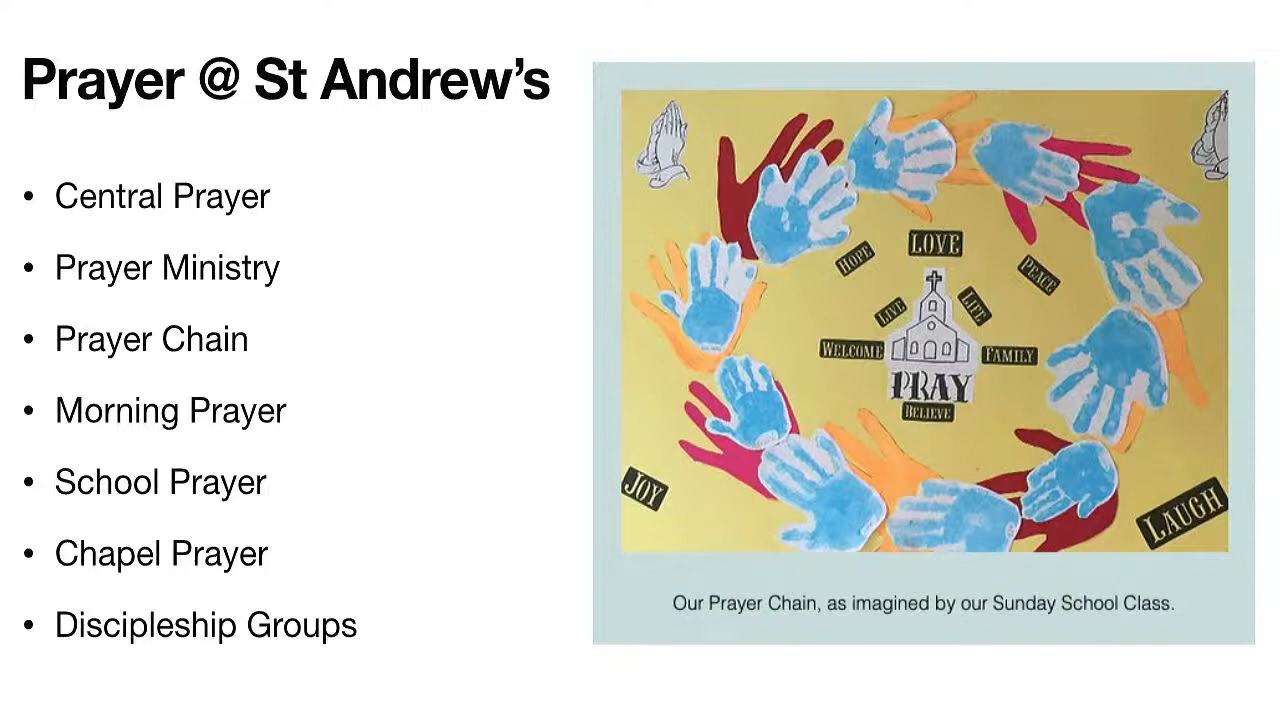 Prayer @ St Andrew’s
• Central Prayer
• Prayer Ministry
• Prayer Chain
• Morning Prayer
• School Prayer
• Chapel Prayer
• Discipleship Groups
HOPE
LOVE
PEACE
LIVE
LIFE
WELCOME
FAMILY
PRAY
BELIEVE
JOY
LAUGH
Our Prayer Chain, as imagined by our Sunday School Class.